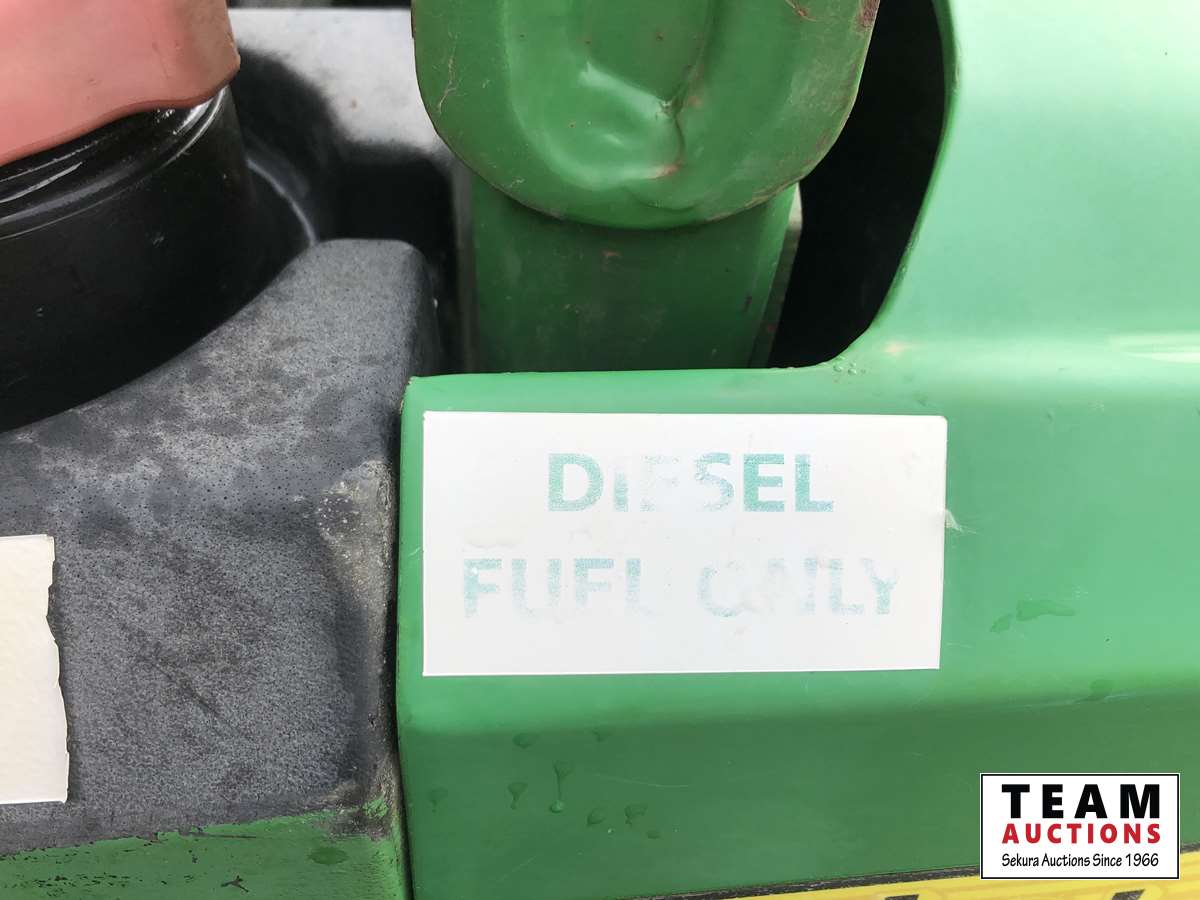 DIESEL
FUEL ONLY
TEAM
AUCTIONS
Sekura Auctions Since 1966